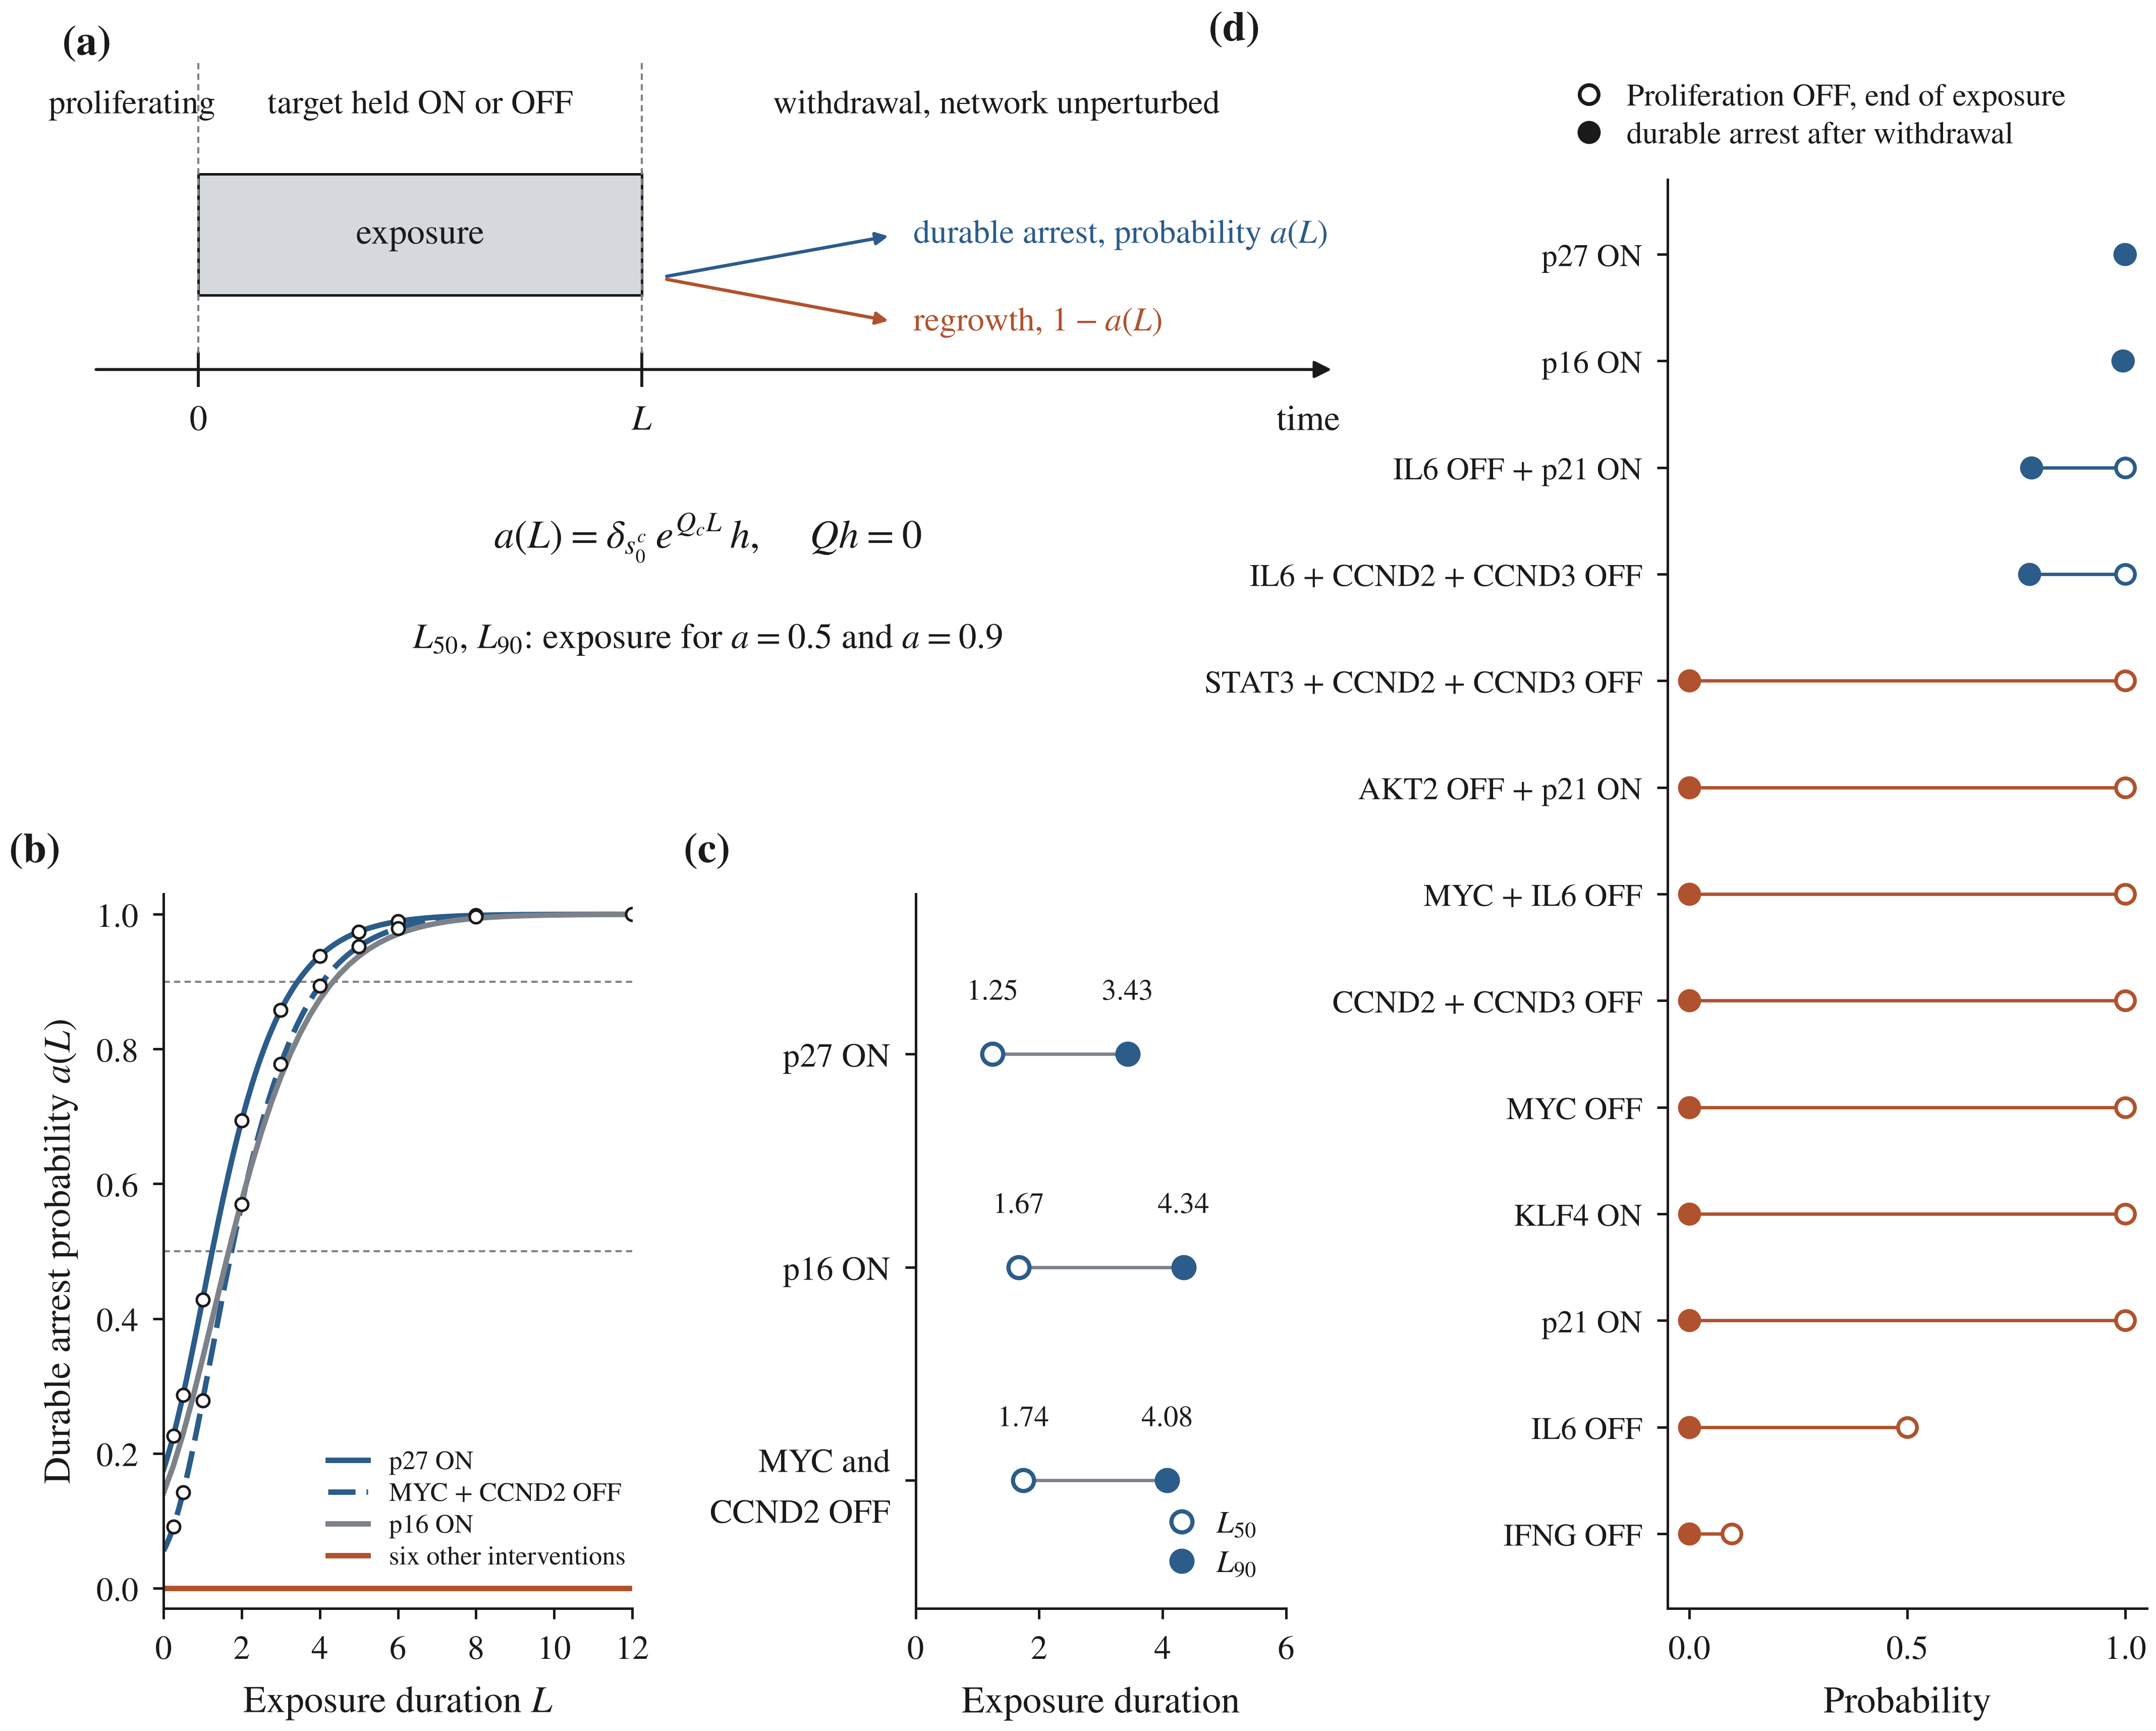 (a)
proliferating
target held ON or OFF
withdrawal, network unperturbed
exposure
durable arrest, probability a(L)
regrowth, 1 − a(L)
0
L
time
a(L) = δ_{s_0^c} e^{Q_c L} h, Qh = 0
L50, L90: exposure for a = 0.5 and a = 0.9
(b)
Durable arrest probability a(L)
1.0
0.8
0.6
0.4
0.2
0.0
p27 ON
MYC + CCND2 OFF
p16 ON
six other interventions
0 2 4 6 8 10 12
Exposure duration L
(c)
1.25 3.43
p27 ON
1.67 4.34
p16 ON
1.74 4.08
MYC and
CCND2 OFF
L50
L90
0 2 4 6
Exposure duration
(d)
Proliferation OFF, end of exposure
durable arrest after withdrawal
p27 ON
p16 ON
IL6 OFF + p21 ON
IL6 + CCND2 + CCND3 OFF
STAT3 + CCND2 + CCND3 OFF
AKT2 OFF + p21 ON
MYC + IL6 OFF
CCND2 + CCND3 OFF
MYC OFF
KLF4 ON
p21 ON
IL6 OFF
IFNG OFF
0.0 0.5 1.0
Probability